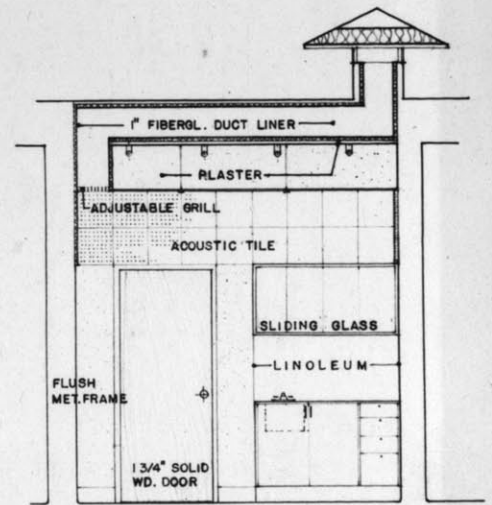 1" FIBERGL. DUCT LINER
PLASTER
ADJUSTABLE GRILL
ACOUSTIC TILE
SLIDING GLASS
LINOLEUM
FLUSH
MET. FRAME
1 3/4" SOLID
WD. DOOR